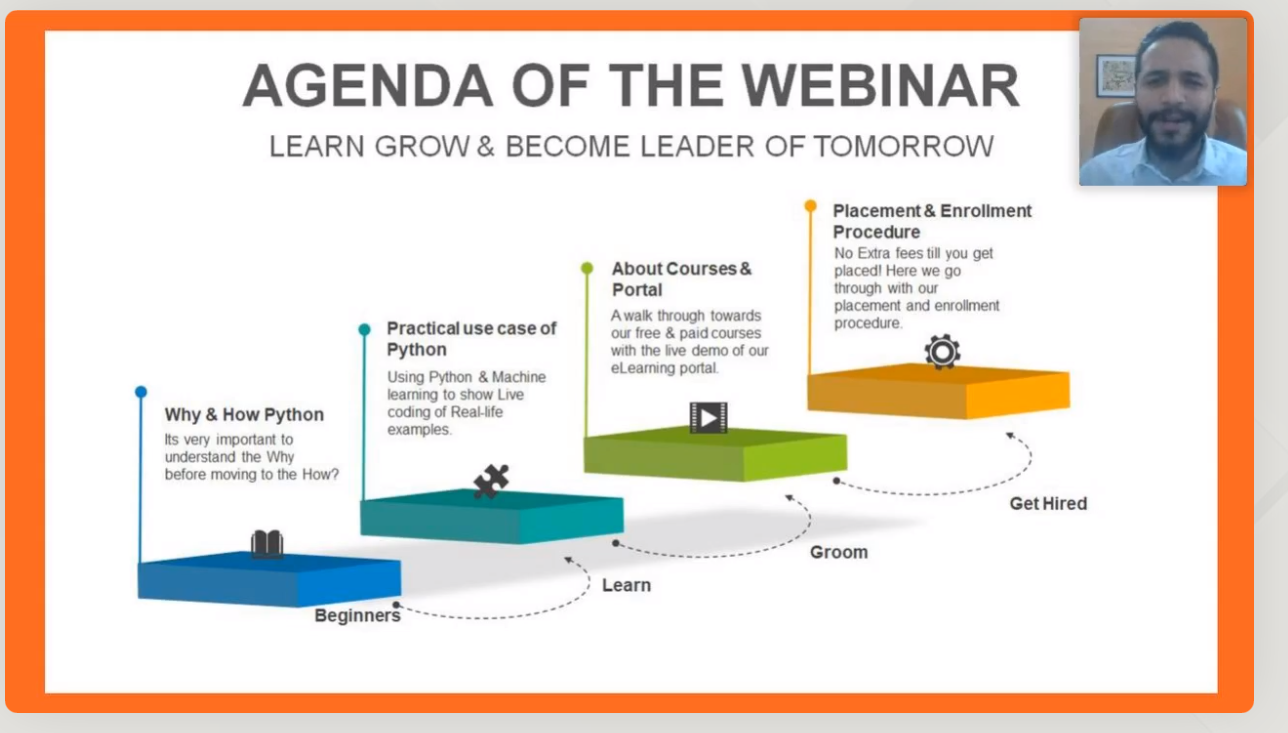 AGENDA OF THE WEBINAR
LEARN GROW & BECOME LEADER OF TOMORROW
Why & How Python
Its very important to
understand the Why
before moving to the How?
Beginners
Practical use case of
Python
Using Python & Machine
learning to show Live
coding of Real-life
examples.
Learn
About Courses &
Portal
A walk through towards
our free & paid courses
with the live demo of our
eLearning portal.
Groom
Placement & Enrollment
Procedure
No Extra fees till you get
placed! Here we go
through with our
placement and enrollment
procedure.
Get Hired